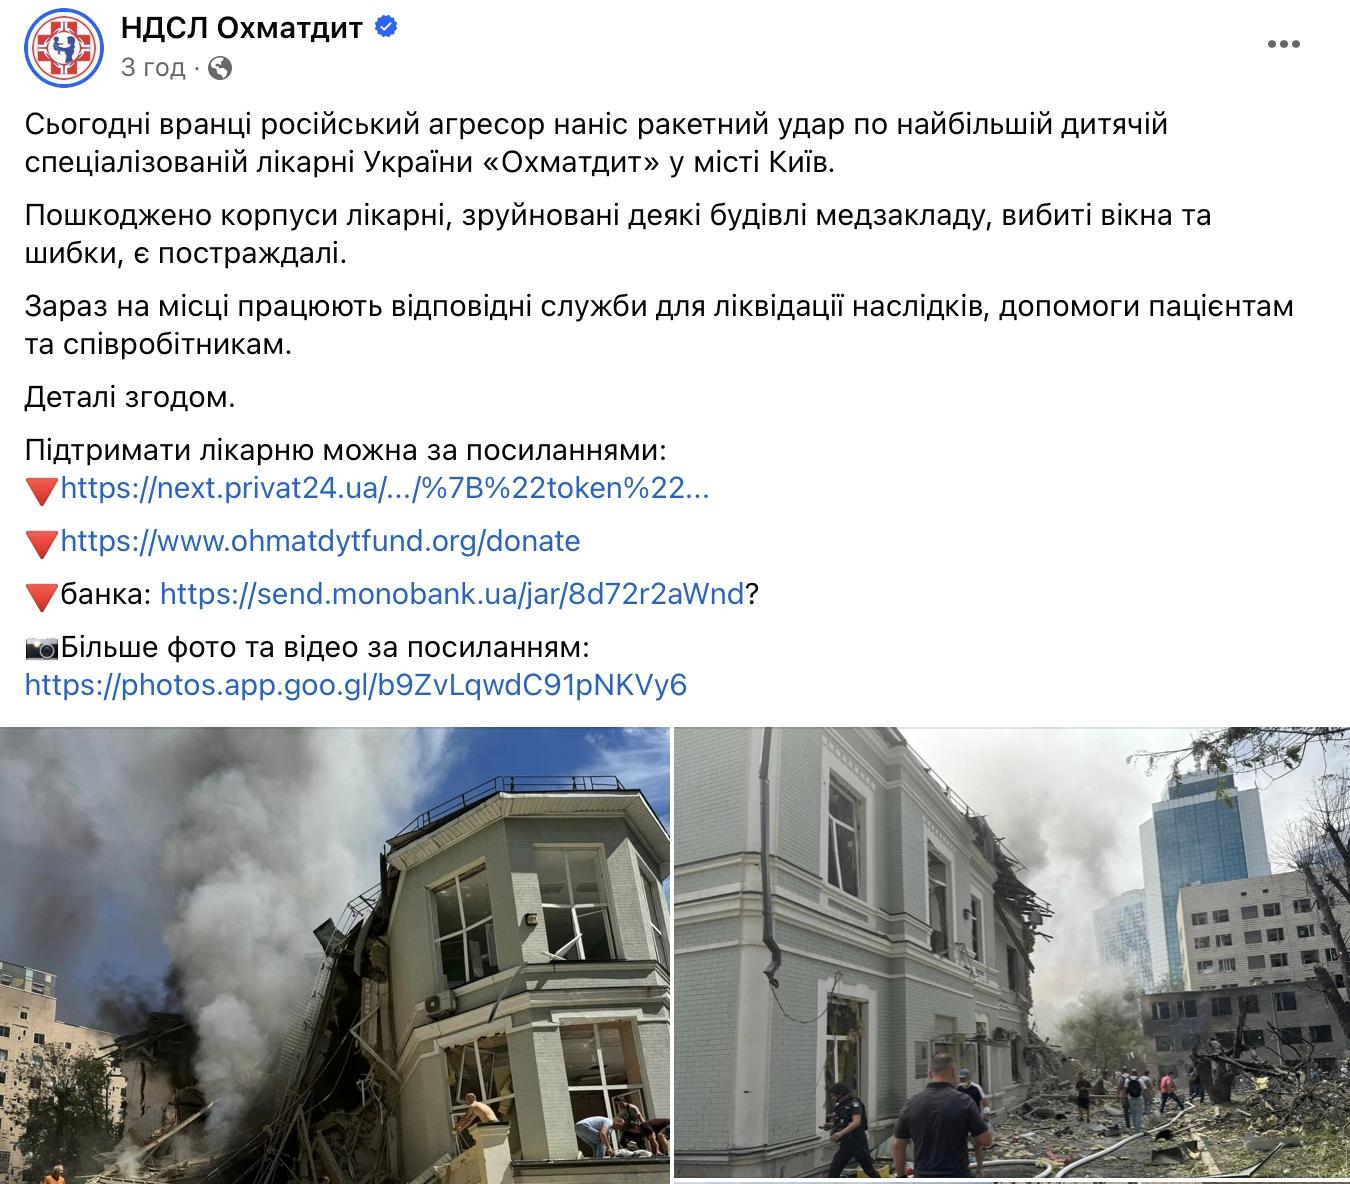 НДСЛ Охматдит
3 год ·
Сьогодні вранці російський агресор наніс ракетний удар по найбільшій дитячій
спеціалізованій лікарні України «Охматдит» у місті Київ.
Пошкоджено корпуси лікарні, зруйновані деякі будівлі медзакладу, вибиті вікна та
шибки, є постраждалі.
Зараз на місці працюють відповідні служби для ліквідації наслідків, допомоги пацієнтам
та співробітникам.
Деталі згодом.
Підтримати лікарню можна за посиланнями:
🔻https://next.privat24.ua/.../%7B%22token%22...
🔻https://www.ohmatdytfund.org/donate
🔻банка: https://send.monobank.ua/jar/8d72r2aWnd?
📷Більше фото та відео за посиланням:
https://photos.app.goo.gl/b9ZvLqwdC91pNKVy6